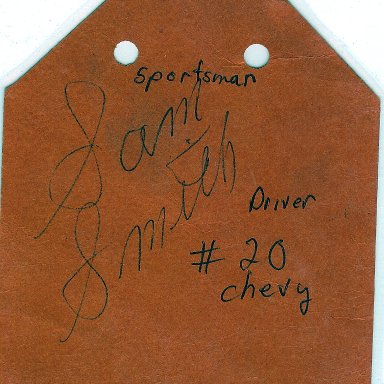 Sportsman
Sam
Smith
Driver
# 20
chevy